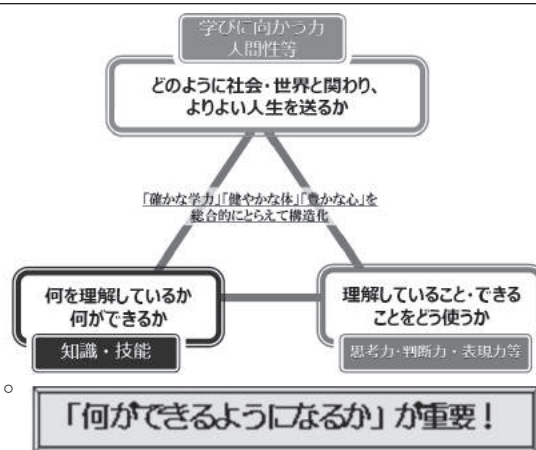 学びに向かう力
人間性等
どのように社会・世界と関わり、
よりよい人生を送るか
「確かな学力」「健やかな体」「豊かな心」を
総合的にとらえて構造化
何を理解しているか
何ができるか
知識・技能
理解していること・できる
ことをどう使うか
思考力・判断力・表現力等
。
「何ができるようになるか」が重要!